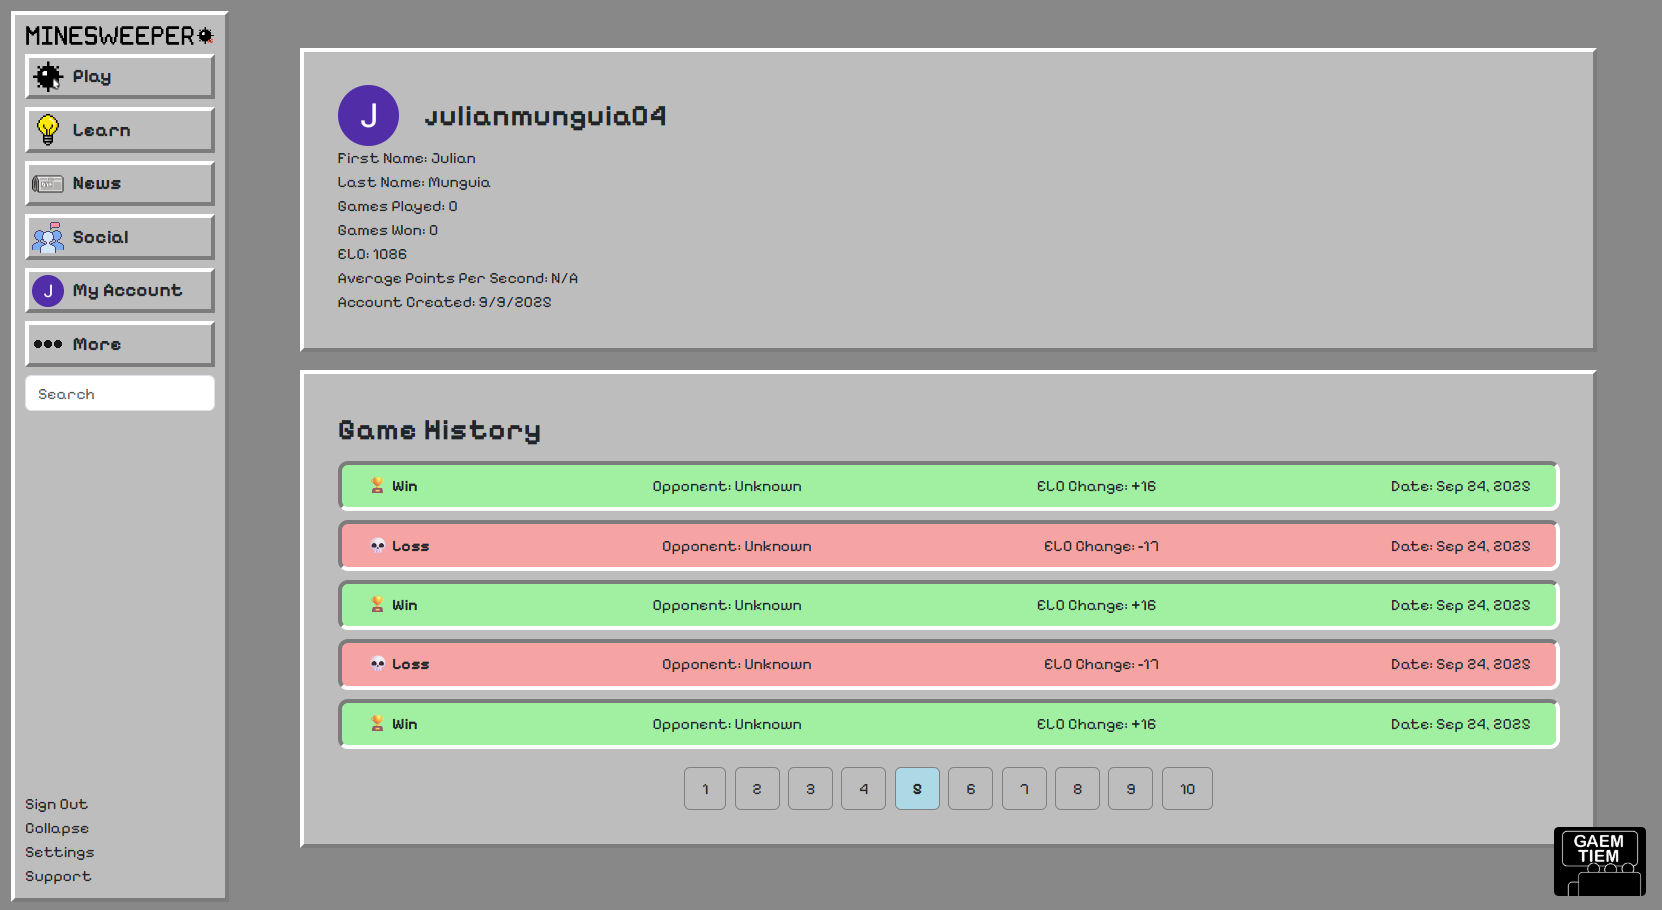 MINESWEEPER
Play
Learn
News
Social
J My Account
More
Search
Sign Out
Collapse
Settings
Support
J julianmunguia04
First Name: Julian
Last Name: Munguia
Games Played: 0
Games Won: 0
ELO: 1086
Average Points Per Second: N/A
Account Created: 9/9/2025
Game History
Win Opponent: Unknown ELO Change: +16 Date: Sep 24, 2025
Loss Opponent: Unknown ELO Change: -17 Date: Sep 24, 2025
Win Opponent: Unknown ELO Change: +16 Date: Sep 24, 2025
Loss Opponent: Unknown ELO Change: -17 Date: Sep 24, 2025
Win Opponent: Unknown ELO Change: +16 Date: Sep 24, 2025
1 2 3 4 5 6 7 8 9 10
GAEM
TIEM